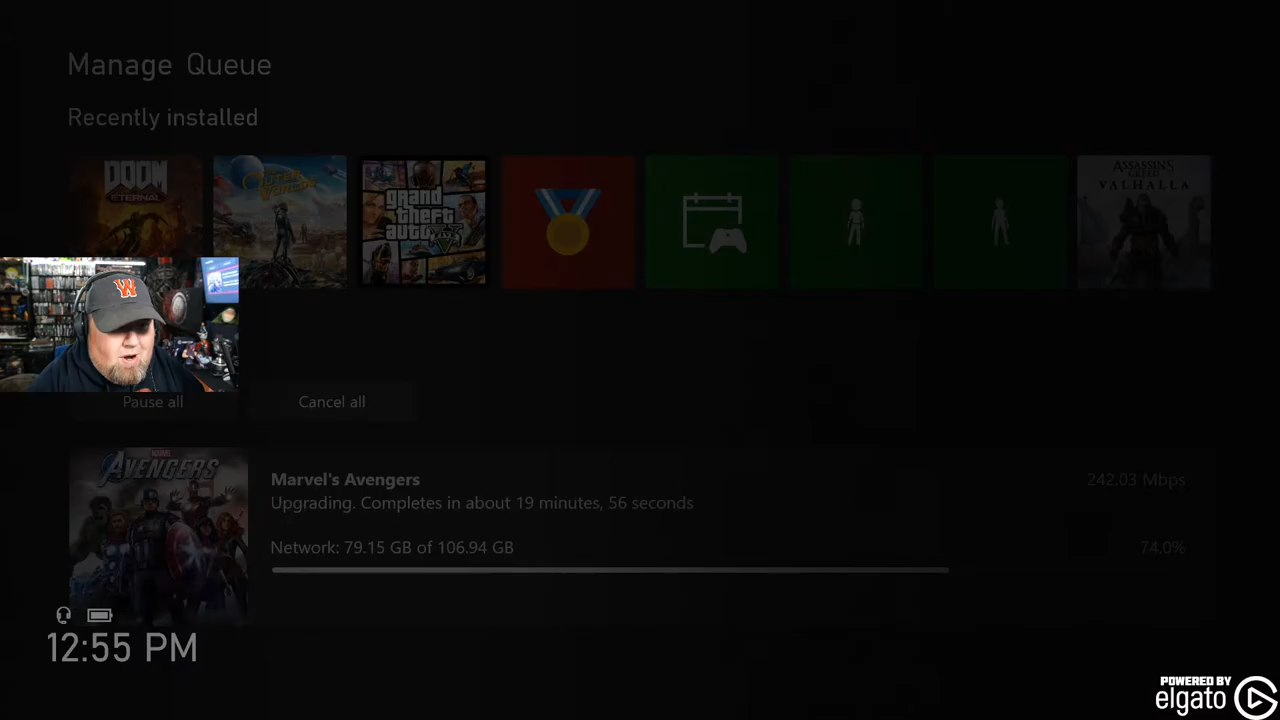 Manage Queue
Recently installed
DOOM
ETERNAL
THE
OUTER
WORLDS
grand
theft
auto
V
ASSASSIN'S
CREED
VALHALLA
W
Pause all
Cancel all
MARVEL
AVENGERS
Marvel's Avengers
242.03 Mbps
Upgrading. Completes in about 19 minutes, 56 seconds
Network: 79.15 GB of 106.94 GB
74.0%
12:55 PM
POWERED BY
elgato